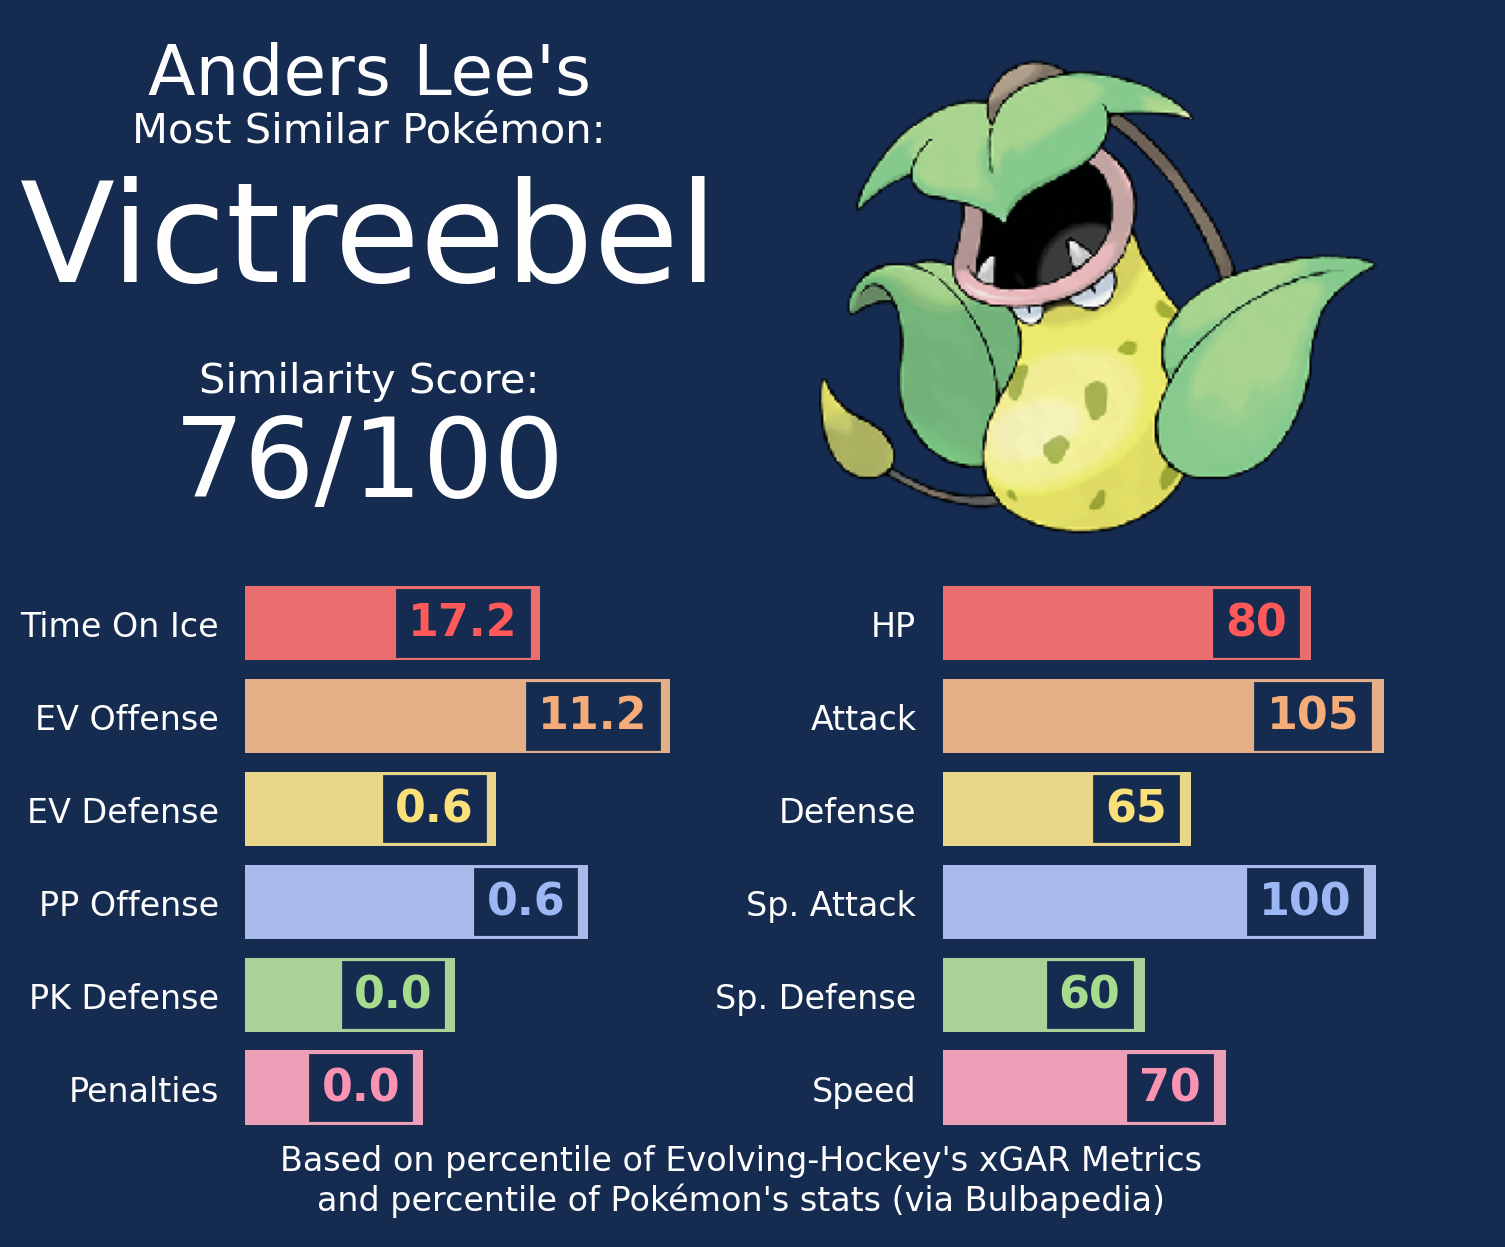 Anders Lee's
Most Similar Pokémon:
Victreebel
Similarity Score:
76/100
Time On Ice 17.2
EV Offense 11.2
EV Defense 0.6
PP Offense 0.6
PK Defense 0.0
Penalties 0.0
HP 80
Attack 105
Defense 65
Sp. Attack 100
Sp. Defense 60
Speed 70
Based on percentile of Evolving-Hockey's xGAR Metrics
and percentile of Pokémon's stats (via Bulbapedia)